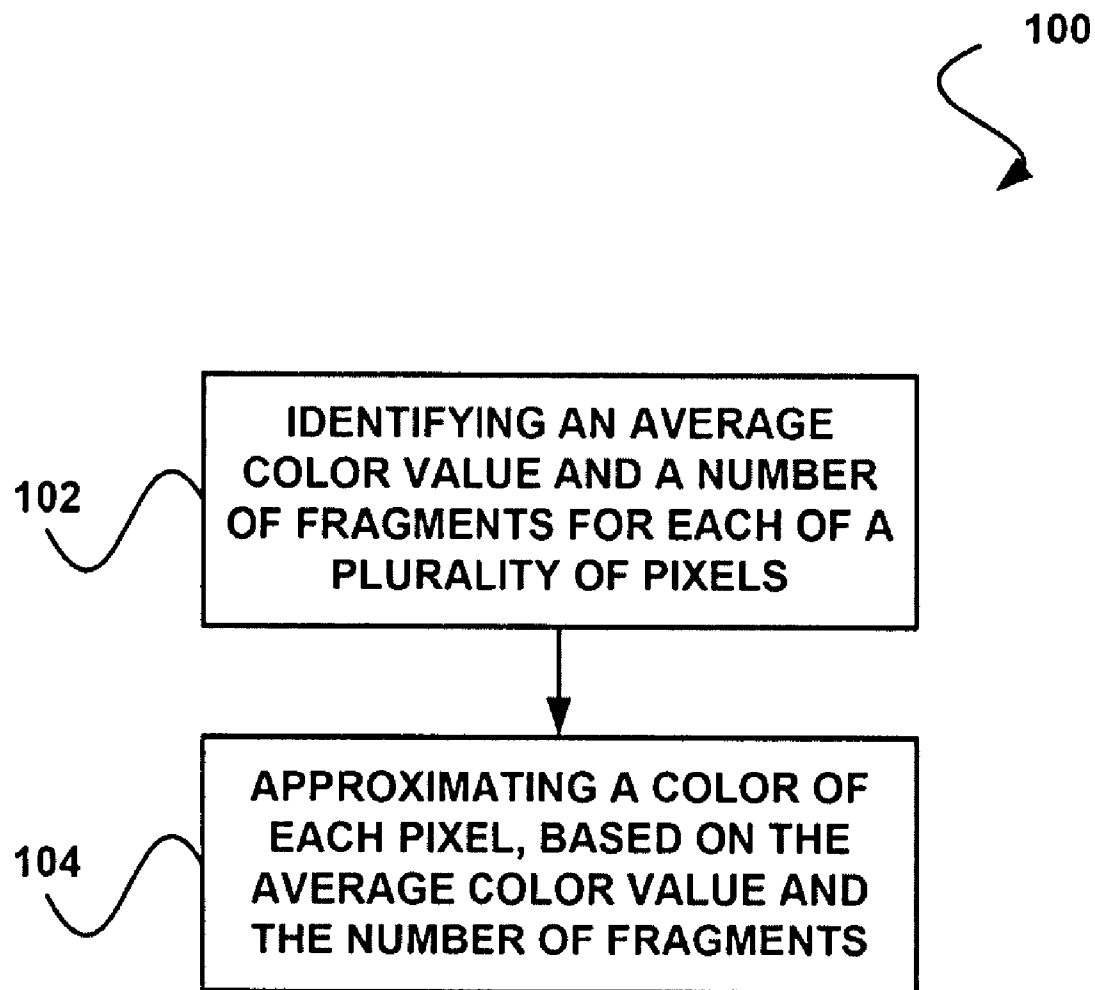 100
102
IDENTIFYING AN AVERAGE
COLOR VALUE AND A NUMBER
OF FRAGMENTS FOR EACH OF A
PLURALITY OF PIXELS
104
APPROXIMATING A COLOR OF
EACH PIXEL, BASED ON THE
AVERAGE COLOR VALUE AND
THE NUMBER OF FRAGMENTS